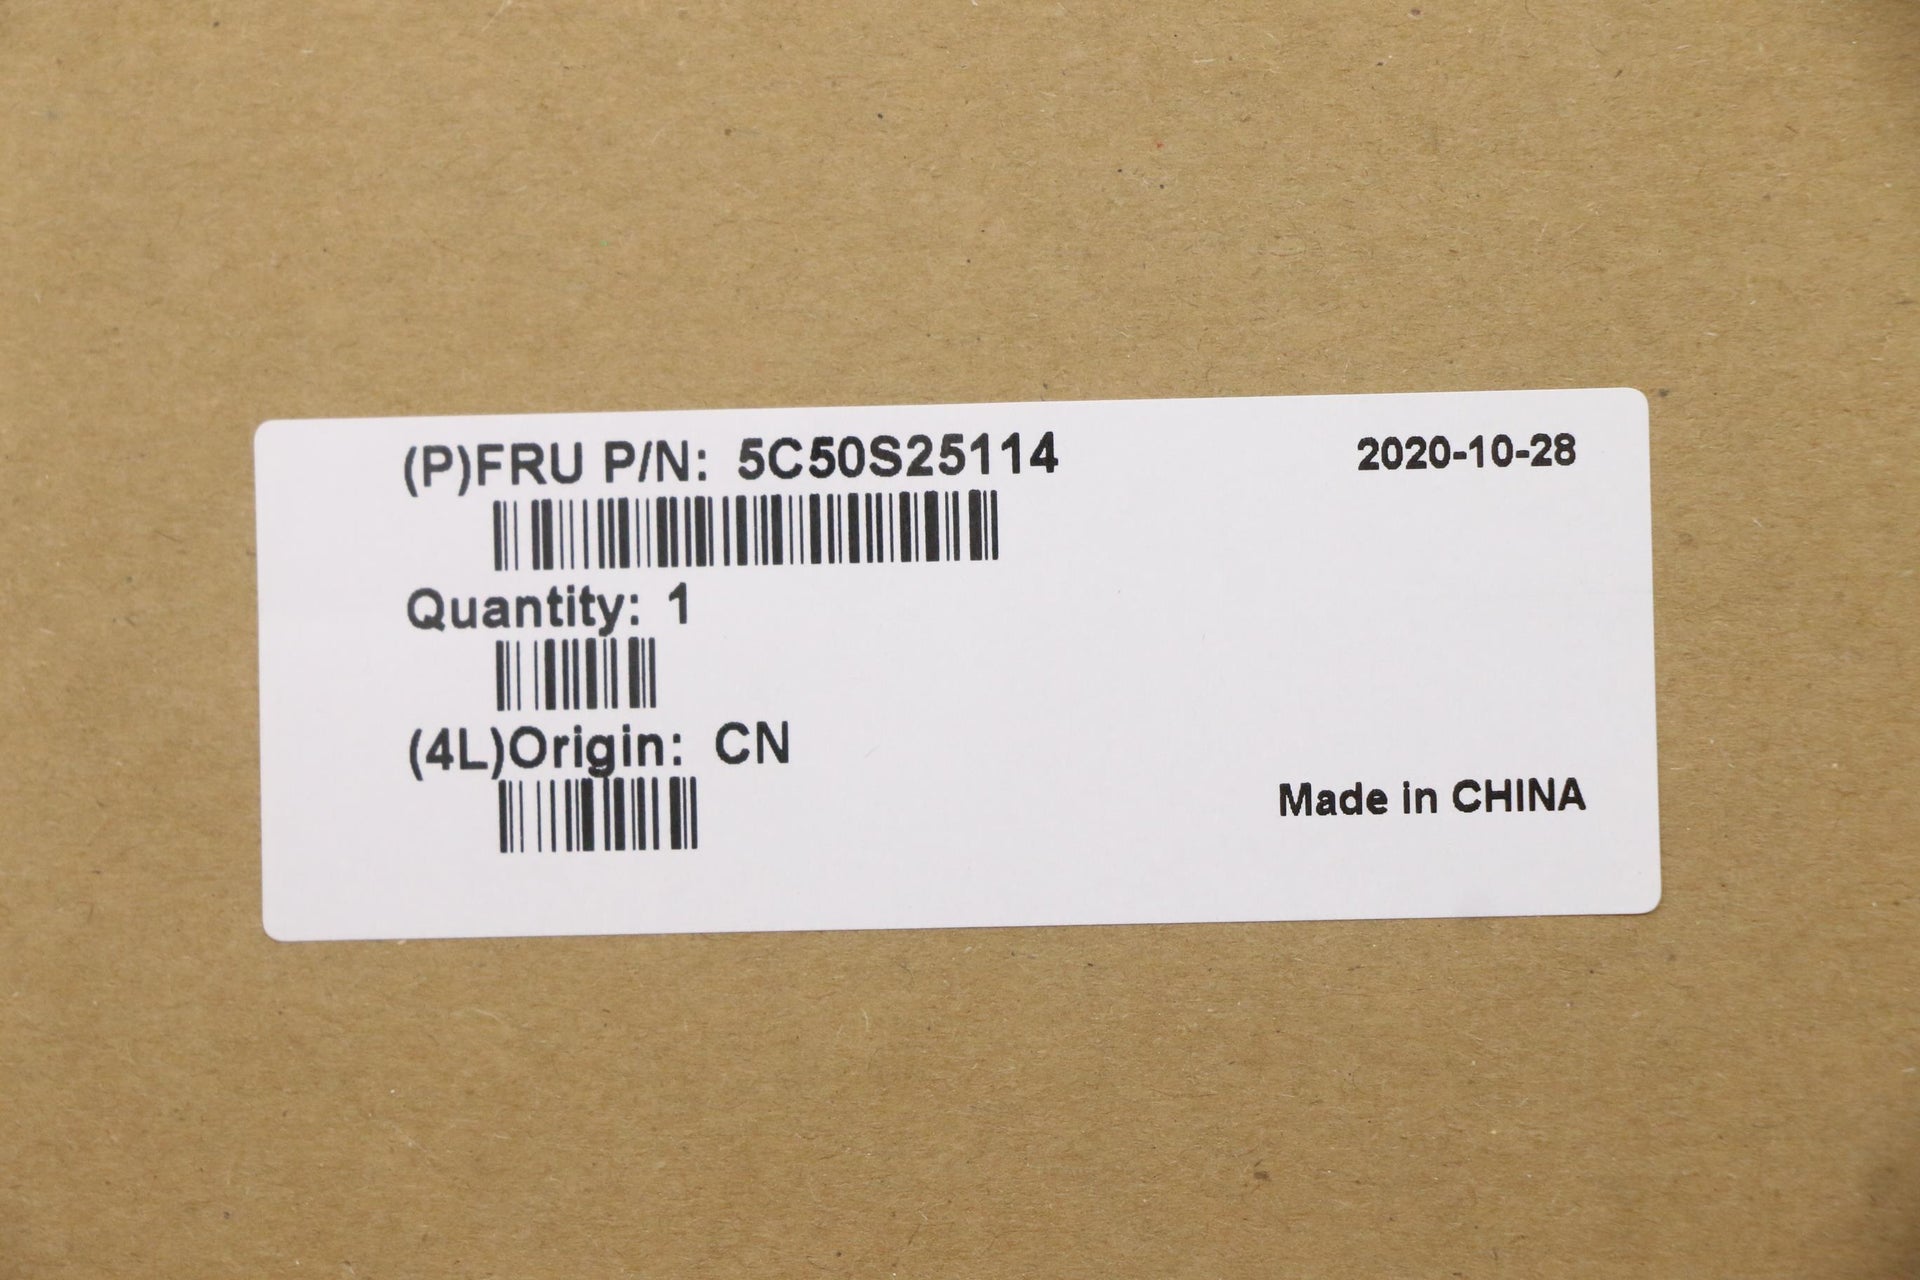 (P)FRU P/N: 5C50S25114
2020-10-28
Quantity: 1
(4L)Origin: CN
Made in CHINA